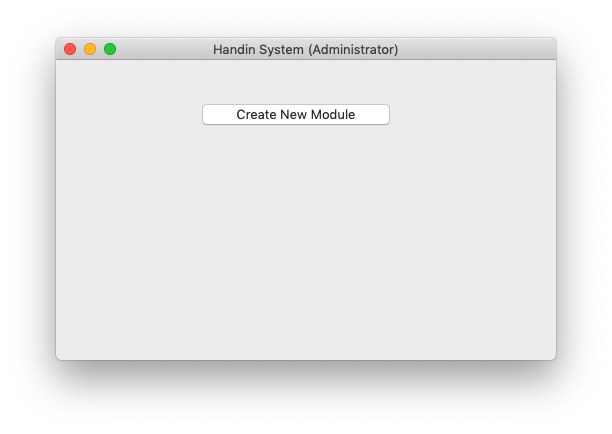 Handin System (Administrator)
Create New Module